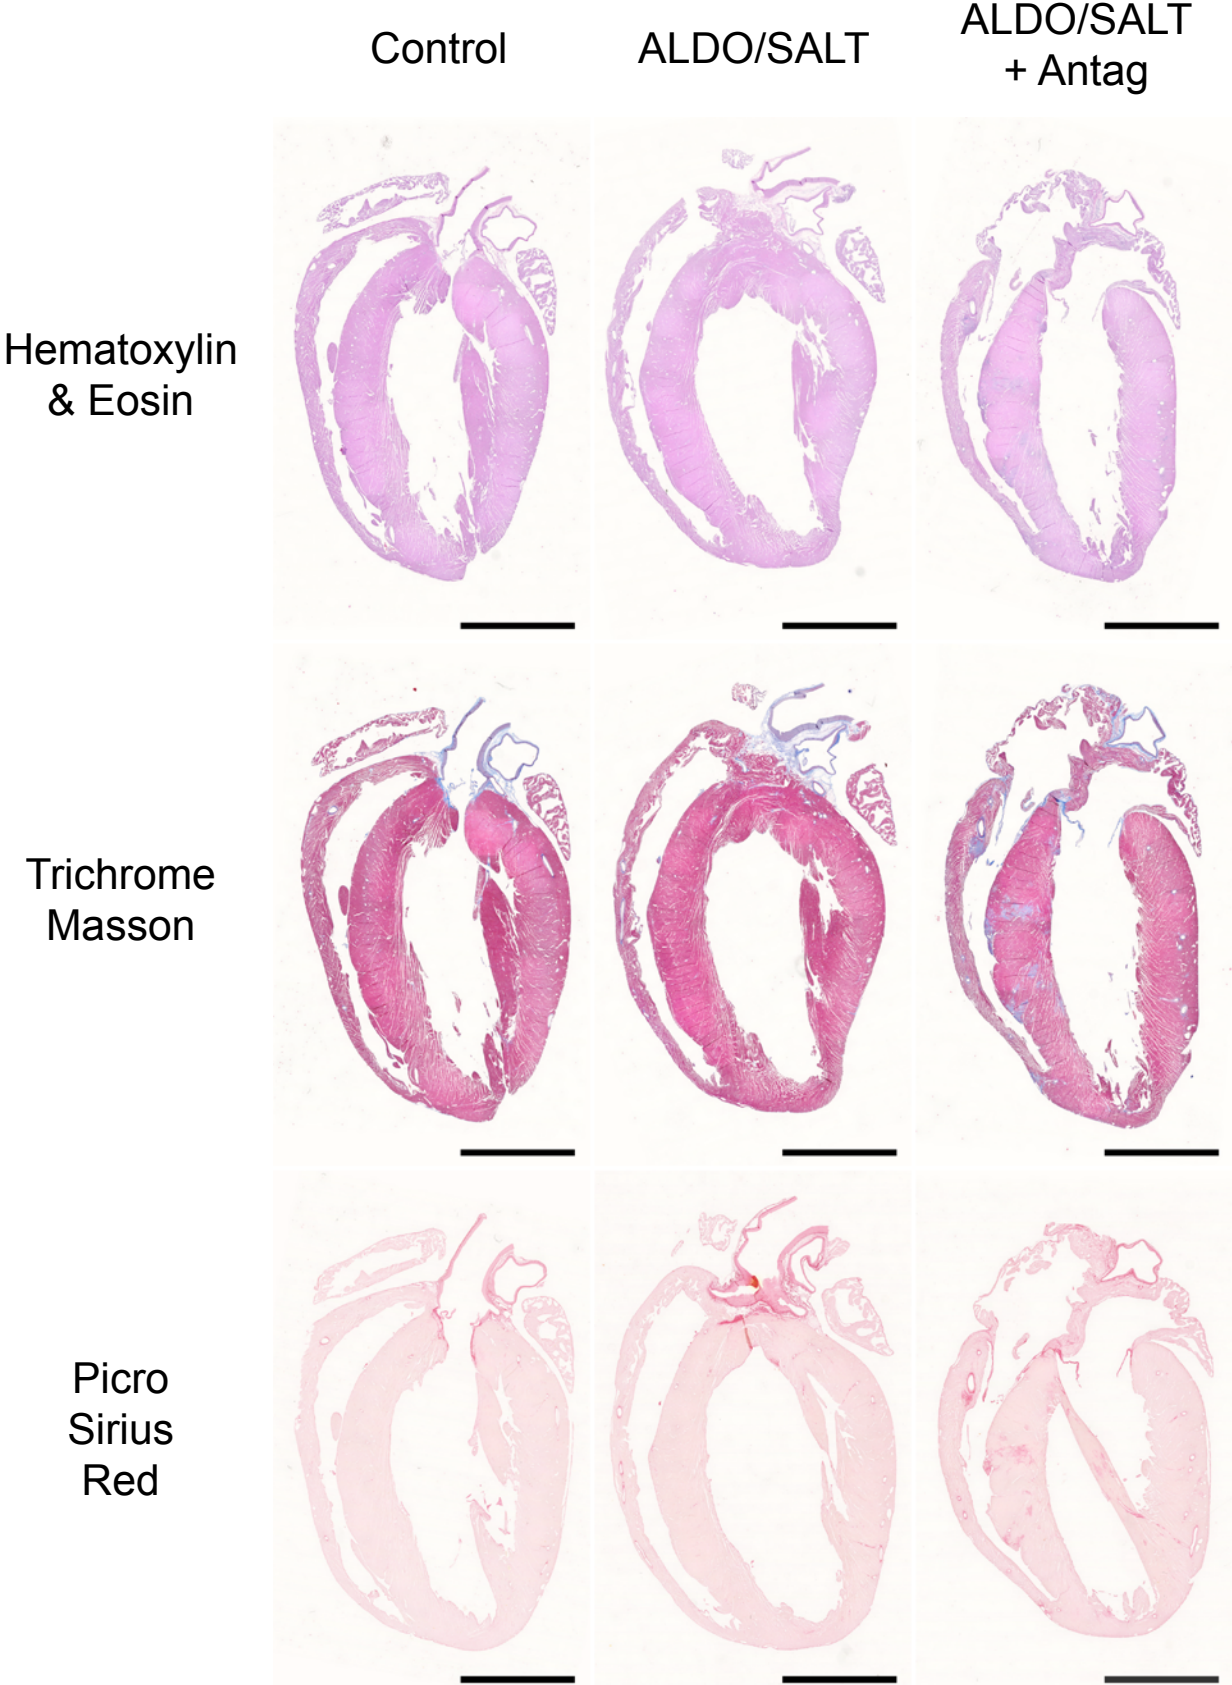 Control
ALDO/SALT
ALDO/SALT
+ Antag
Hematoxylin
& Eosin
Trichrome
Masson
Picro
Sirius
Red